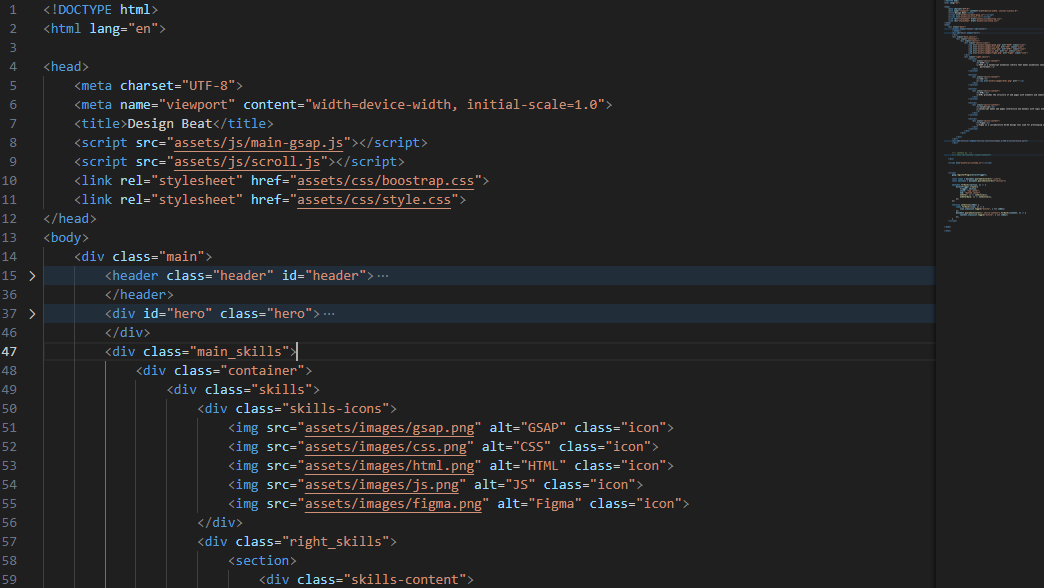 1 <!DOCTYPE html>
2 <html lang="en">
3
4 <head>
5 <meta charset="UTF-8">
6 <meta name="viewport" content="width=device-width, initial-scale=1.0">
7 <title>Design Beat</title>
8 <script src="assets/js/main-gsap.js"></script>
9 <script src="assets/js/scroll.js"></script>
10 <link rel="stylesheet" href="assets/css/boostrap.css">
11 <link rel="stylesheet" href="assets/css/style.css">
12 </head>
13 <body>
14 <div class="main">
15 <header class="header" id="header">···
36 </header>
37 <div id="hero" class="hero">···
46 </div>
47 <div class="main_skills">
48 <div class="container">
49 <div class="skills">
50 <div class="skills-icons">
51 <img src="assets/images/gsap.png" alt="GSAP" class="icon">
52 <img src="assets/images/css.png" alt="CSS" class="icon">
53 <img src="assets/images/html.png" alt="HTML" class="icon">
54 <img src="assets/images/js.png" alt="JS" class="icon">
55 <img src="assets/images/figma.png" alt="Figma" class="icon">
56 </div>
57 <div class="right_skills">
58 <section>
59 <div class="skills-content">